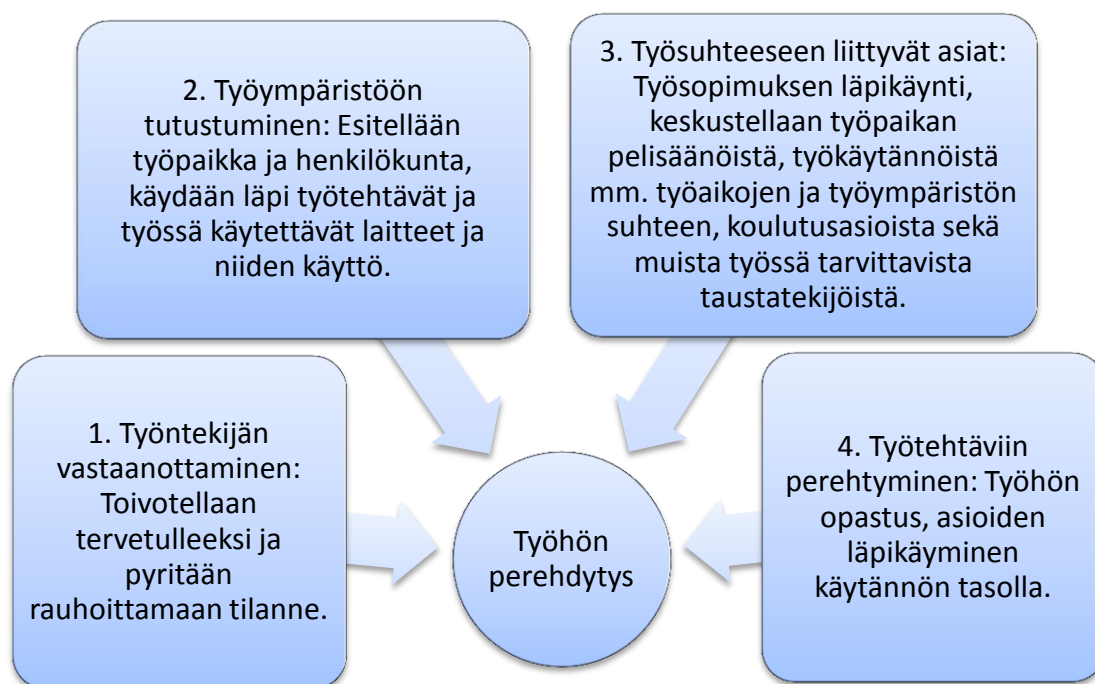 2. Työympäristöön
tutustuminen: Esitellään
työpaikka ja henkilökunta,
käydään läpi työtehtävät ja
työssä käytettävät laitteet ja
niiden käyttö.
3. Työsuhteeseen liittyvät asiat:
Työsopimuksen läpikäynti,
keskustellaan työpaikan
pelisäänöistä, työkäytännöistä
mm. työaikojen ja työympäristön
suhteen, koulutusasioista sekä
muista työssä tarvittavista
taustatekijöistä.
1. Työntekijän
vastaanottaminen:
Toivotellaan
tervetulleeksi ja
pyritään
rauhoittamaan tilanne.
Työhön
perehdytys
4. Työtehtäviin
perehtyminen: Työhön
opastus, asioiden
läpikäyminen
käytännön tasolla.